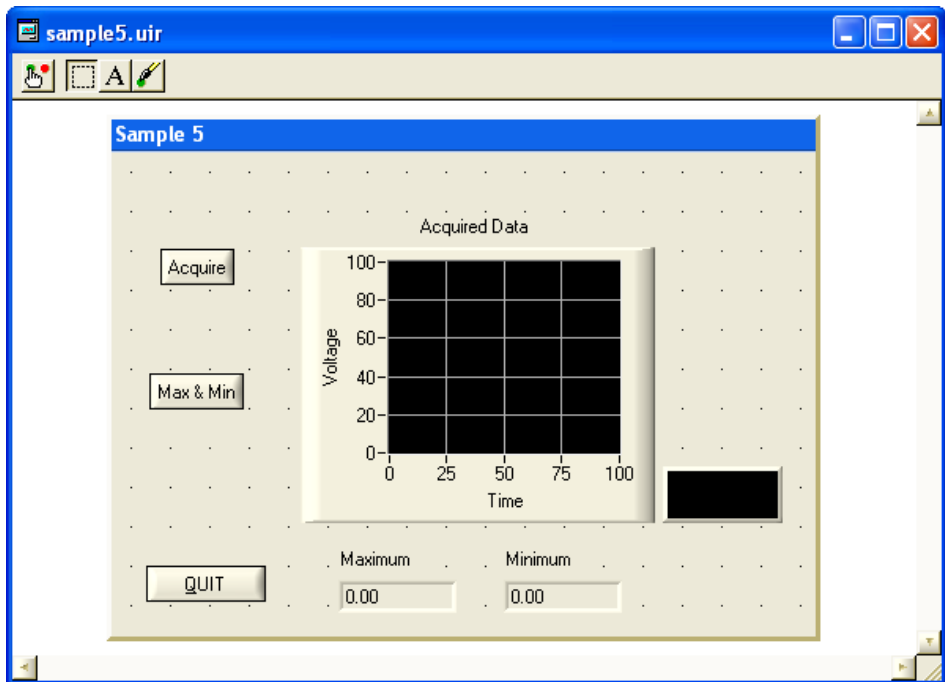 sample5.uir
A
Sample 5
Acquired Data
Acquire
Max & Min
QUIT
Voltage
100
80
60
40
20
0
0 25 50 75 100
Time
Maximum Minimum
0.00 0.00